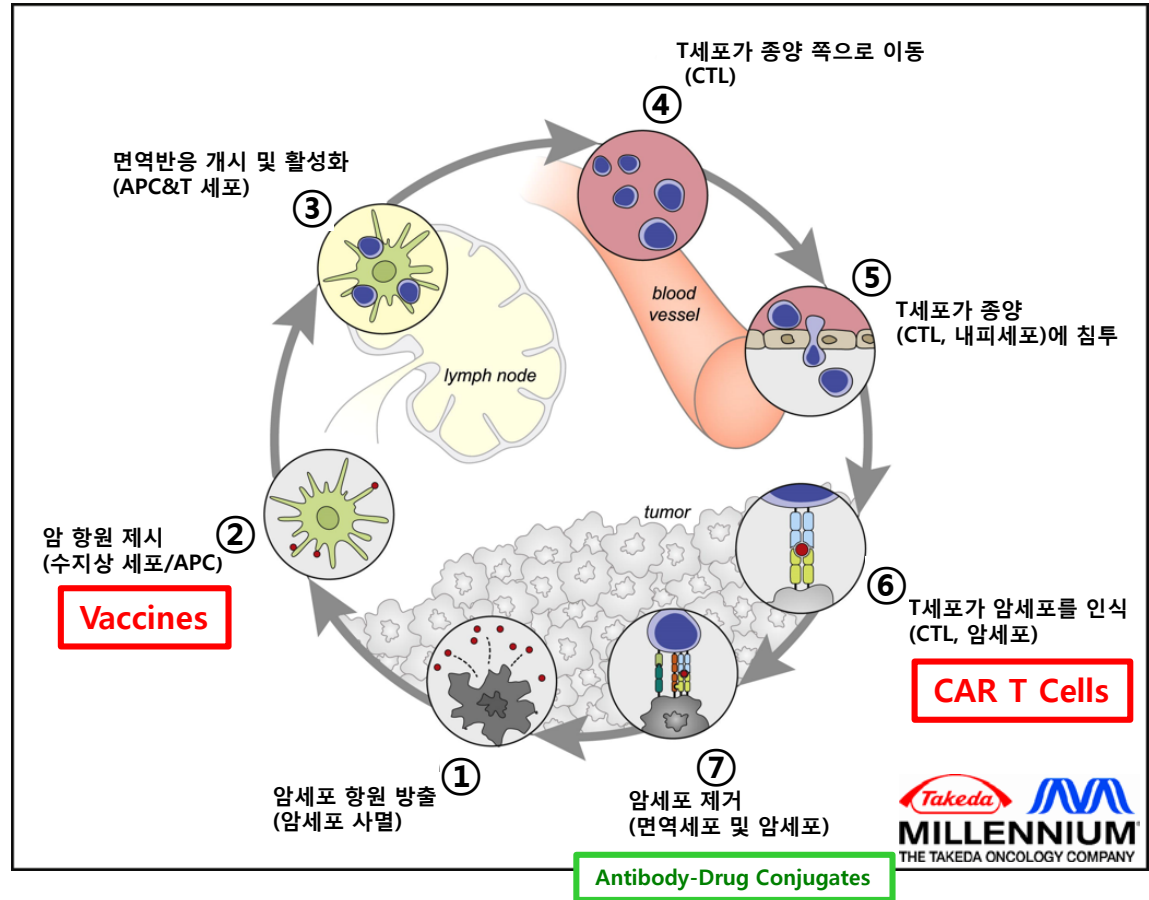 T세포가 종양 쪽으로 이동
(CTL)
④
면역반응 개시 및 활성화
(APC&T 세포)
③
⑤
T세포가 종양
(CTL, 내피세포)에 침투
blood
vessel
lymph node
tumor
암 항원 제시
(수지상 세포/APC)
②
Vaccines
⑥
T세포가 암세포를 인식
(CTL, 암세포)
CAR T Cells
①
암세포 항원 방출
(암세포 사멸)
⑦
암세포 제거
(면역세포 및 암세포)
Takeda
MILLENNIUM
THE TAKEDA ONCOLOGY COMPANY
Antibody-Drug Conjugates